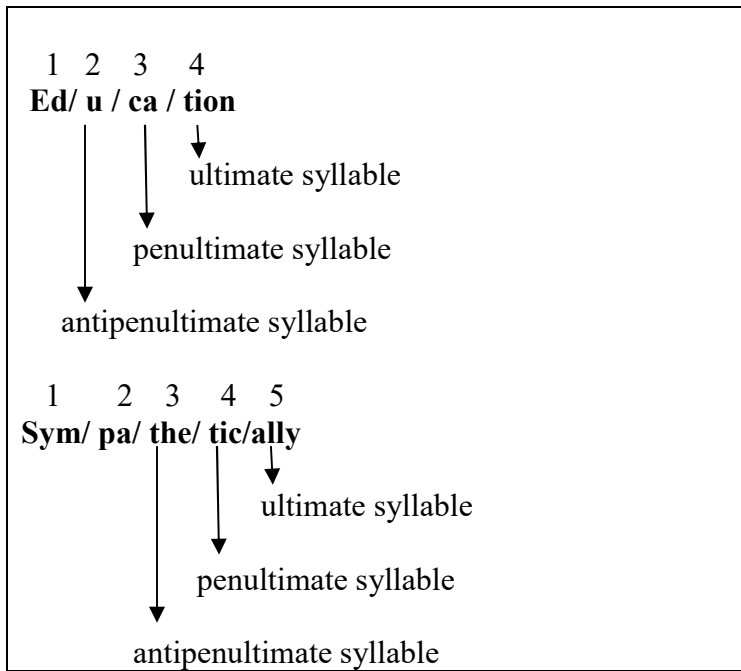 1 2 3 4
Ed/ u / ca / tion
ultimate syllable
penultimate syllable
antipenultimate syllable
1 2 3 4 5
Sym/ pa/ the/ tic/ally
ultimate syllable
penultimate syllable
antipenultimate syllable